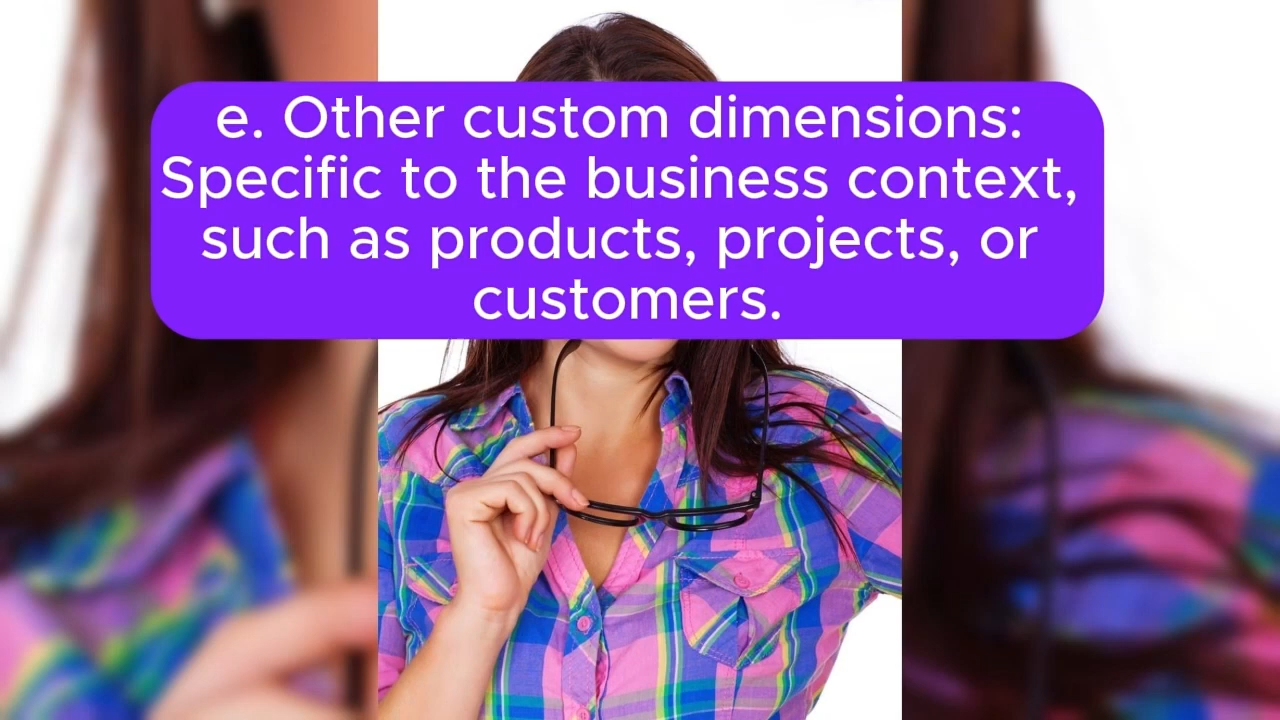 e. Other custom dimensions:
Specific to the business context,
such as products, projects, or
customers.